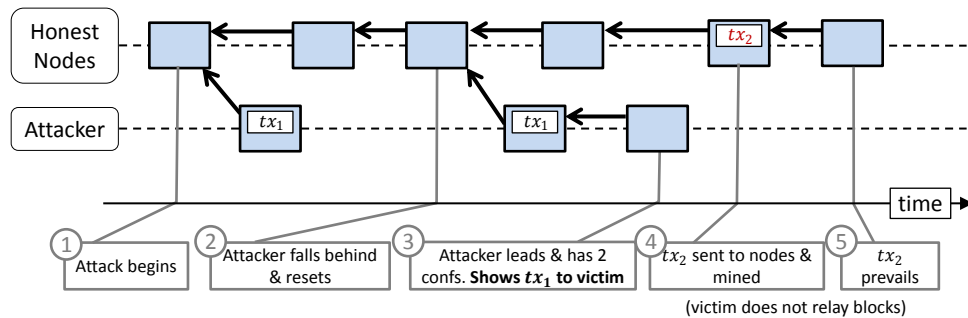 Honest
Nodes
tx₂
Attacker
tx₁
tx₁
time
1
2
3
4
5
Attack begins
Attacker falls behind
& resets
Attacker leads & has 2
confs. Shows tx₁ to victim
tx₂ sent to nodes &
mined
tx₂
prevails
(victim does not relay blocks)